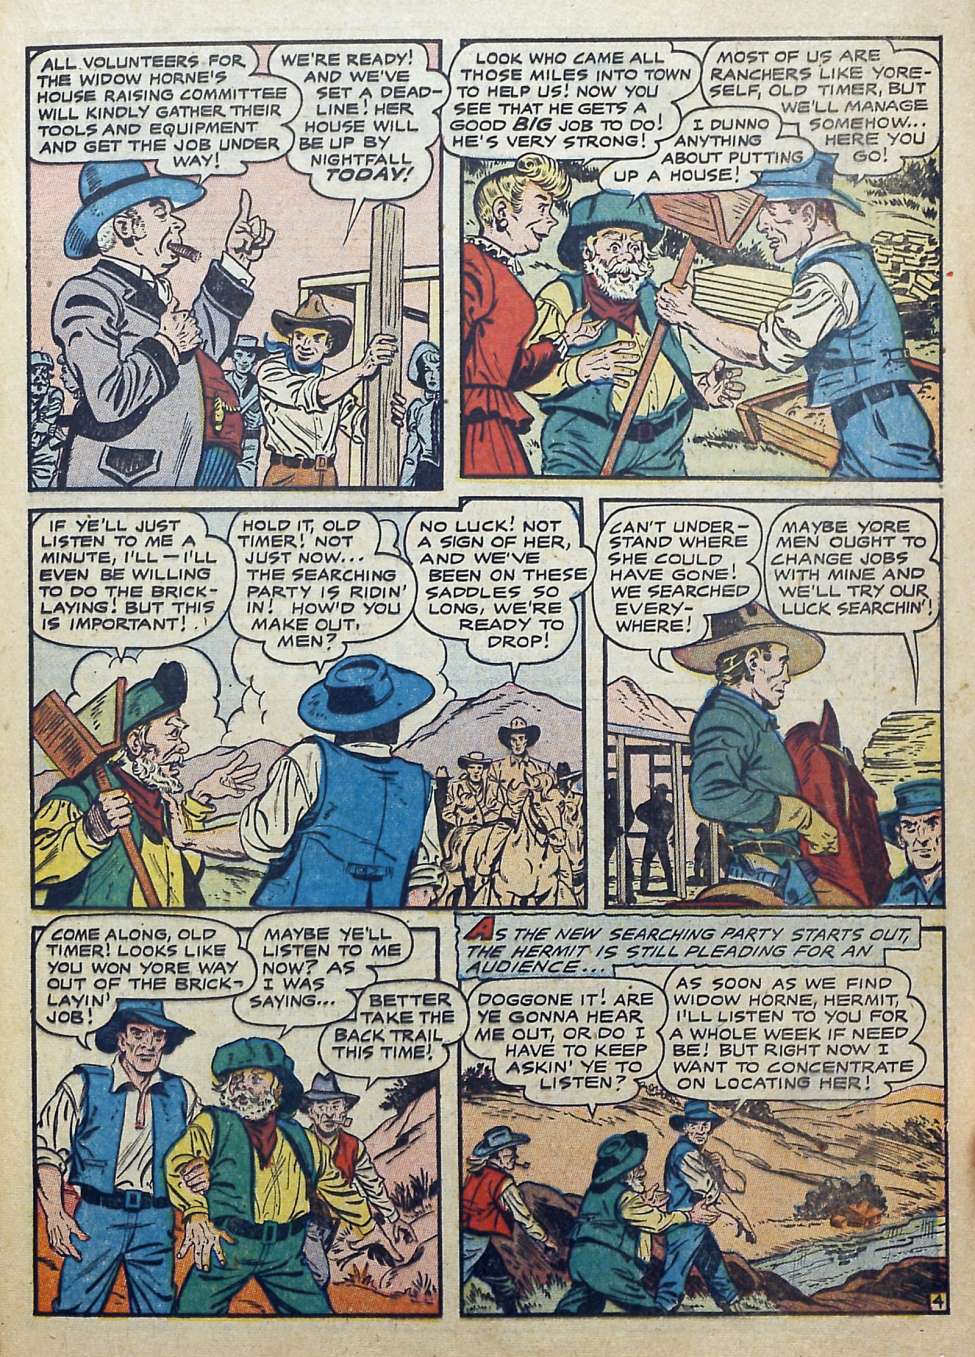 ALL VOLUNTEERS FOR
THE WIDOW HORNE'S
HOUSE RAISING COMMITTEE
WILL KINDLY GATHER THEIR
TOOLS AND EQUIPMENT
AND GET THE JOB UNDER
WAY!
WE'RE READY!
AND WE'VE
SET A DEAD-
LINE! HER
HOUSE WILL
BE UP BY
NIGHTFALL
TODAY!
LOOK WHO CAME ALL
THOSE MILES INTO TOWN
TO HELP US! NOW YOU
SEE THAT HE GETS A
GOOD BIG JOB TO DO!
HE'S VERY STRONG!
I DUNNO
ANYTHING
ABOUT PUTTING
UP A HOUSE!
MOST OF US ARE
RANCHERS LIKE YORE-
SELF, OLD TIMER, BUT
WE'LL MANAGE
SOMEHOW...
HERE YOU
GO!
IF YE'LL JUST
LISTEN TO ME A
MINUTE, I'LL — I'LL
EVEN BE WILLING
TO DO THE BRICK-
LAYING! BUT THIS
IS IMPORTANT!
HOLD IT, OLD
TIMER! NOT
JUST NOW...
THE SEARCHING
PARTY IS RIDIN'
IN! HOW'D YOU
MAKE OUT,
MEN?
NO LUCK! NOT
A SIGN OF HER,
AND WE'VE
BEEN ON THESE
SADDLES SO
LONG, WE'RE
READY TO
DROP!
CAN'T UNDER-
STAND WHERE
SHE COULD
HAVE GONE!
WE SEARCHED
EVERY-
WHERE!
MAYBE YORE
MEN OUGHT TO
CHANGE JOBS
WITH MINE AND
WE'LL TRY OUR
LUCK SEARCHIN'!
COME ALONG, OLD
TIMER! LOOKS LIKE
YOU WON YORE WAY
OUT OF THE BRICK-
LAYIN'
JOB!
MAYBE YE'LL
LISTEN TO ME
NOW? AS
I WAS
SAYING...
BETTER
TAKE THE
BACK TRAIL
THIS TIME!
AS THE NEW SEARCHING PARTY STARTS OUT,
THE HERMIT IS STILL PLEADING FOR AN
AUDIENCE...
DOGGONE IT! ARE
YE GONNA HEAR
ME OUT, OR DO I
HAVE TO KEEP
ASKIN' YE TO
LISTEN?
AS SOON AS WE FIND
WIDOW HORNE, HERMIT,
I'LL LISTEN TO YOU FOR
A WHOLE WEEK IF NEED
BE! BUT RIGHT NOW I
WANT TO CONCENTRATE
ON LOCATING HER!
4